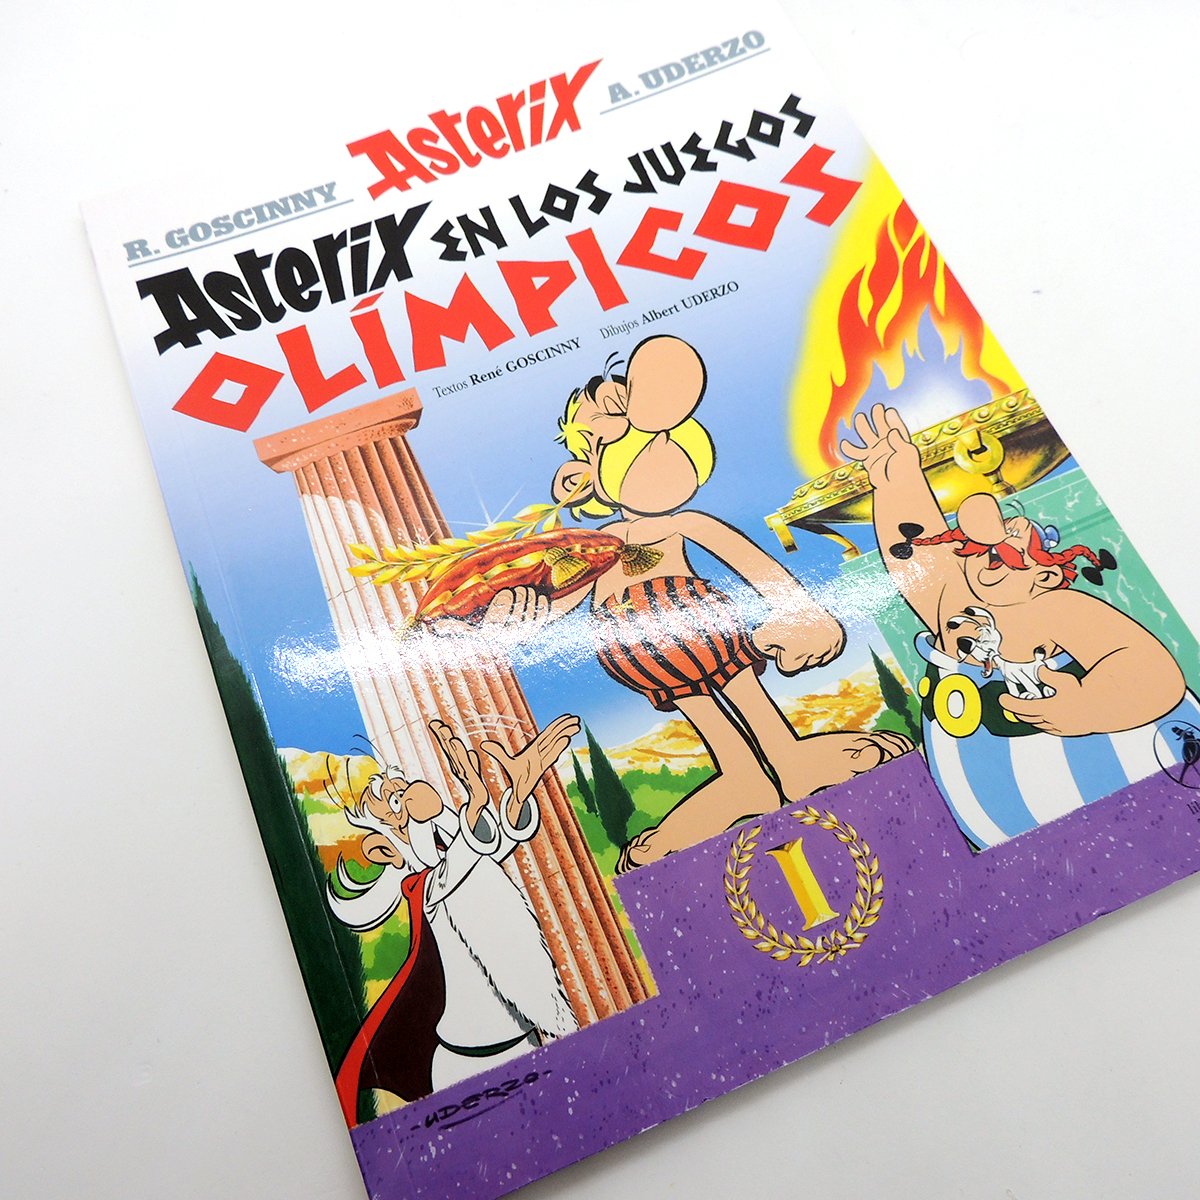 R. GOSCINNY Asterix A. UDERZO
Asterix EN LOS JUEGOS
OLÍMPICOS
Textos René GOSCINNY Dibujos Albert UDERZO
I
-UDERZO-